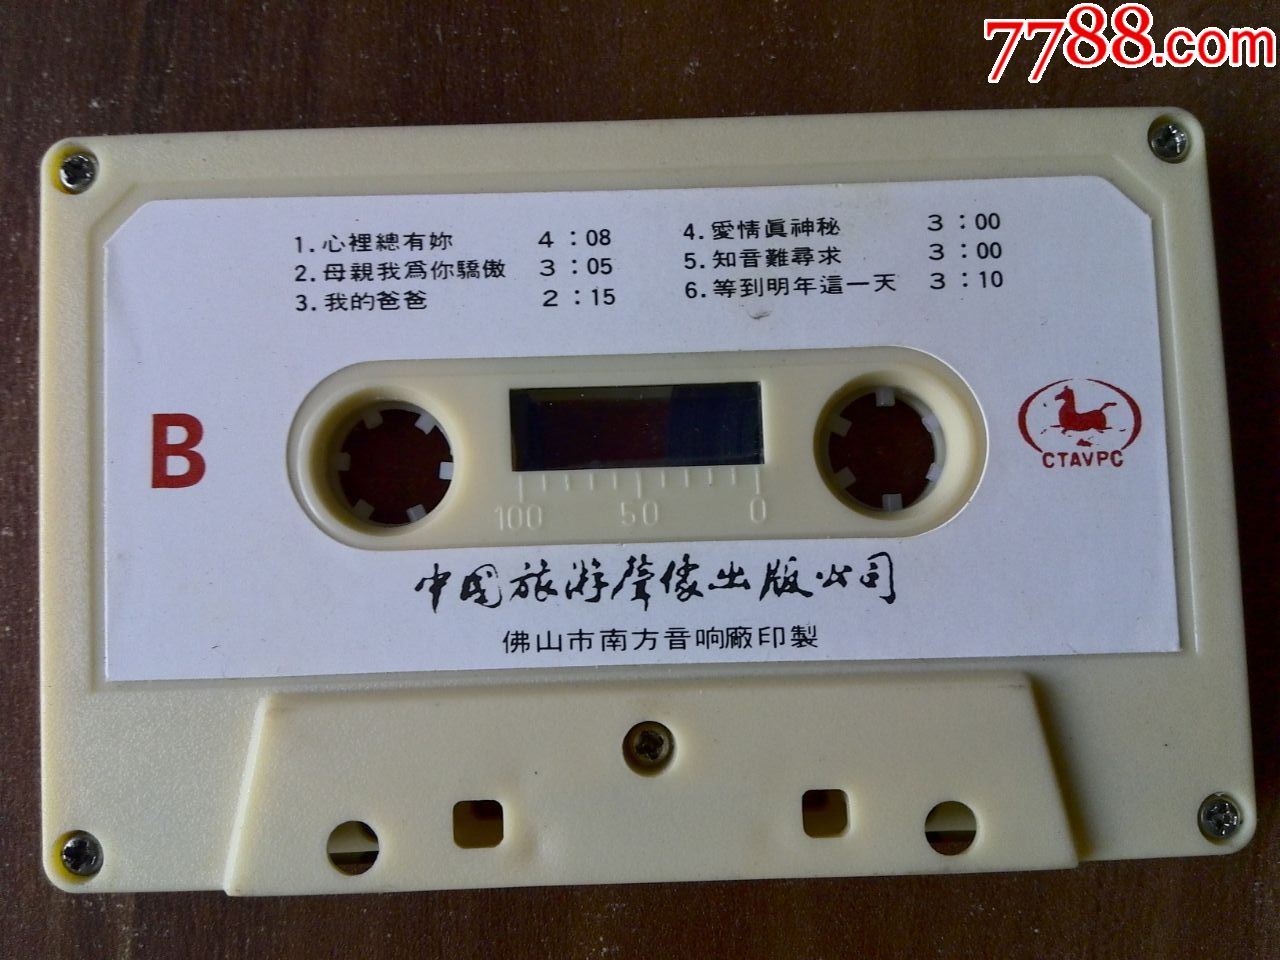 7788.com
1.心裡總有妳 4：08
2.母親我爲你驕傲 3：05
3.我的爸爸 2：15
4.愛情眞神秘 3：00
5.知音難尋求 3：00
6.等到明年這一天 3：10
B
CTAVPC
100 50 0
中国旅游聲像出版公司
佛山市南方音响廠印製